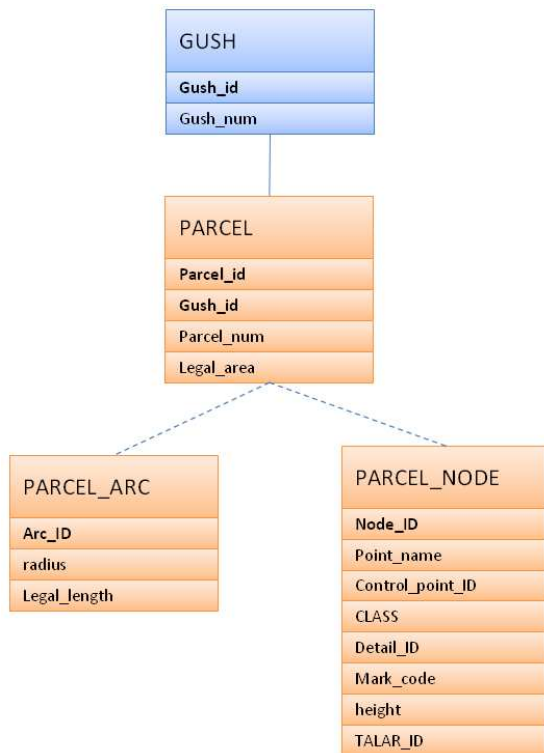 GUSH
Gush_id
Gush_num
PARCEL
Parcel_id
Gush_id
Parcel_num
Legal_area
PARCEL_ARC
Arc_ID
radius
Legal_length
PARCEL_NODE
Node_ID
Point_name
Control_point_ID
CLASS
Detail_ID
Mark_code
height
TALAR_ID